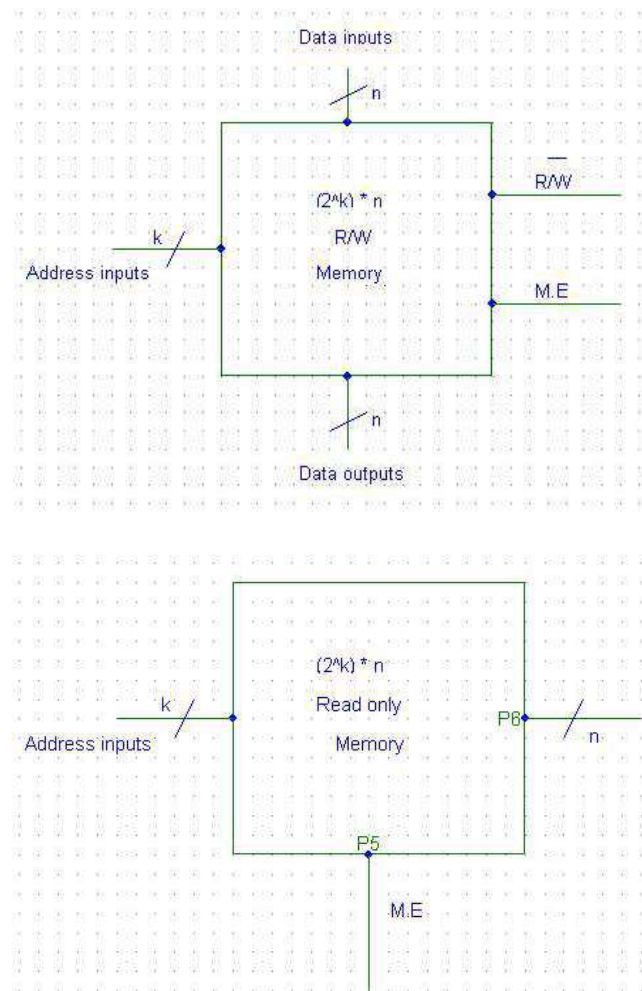 Data inputs
n
R/W
(2^k) * n
k
R/W
Address inputs
Memory
M.E
n
Data outputs
(2^k) * n
k
Read only
P6
n
Address inputs
Memory
P5
M.E